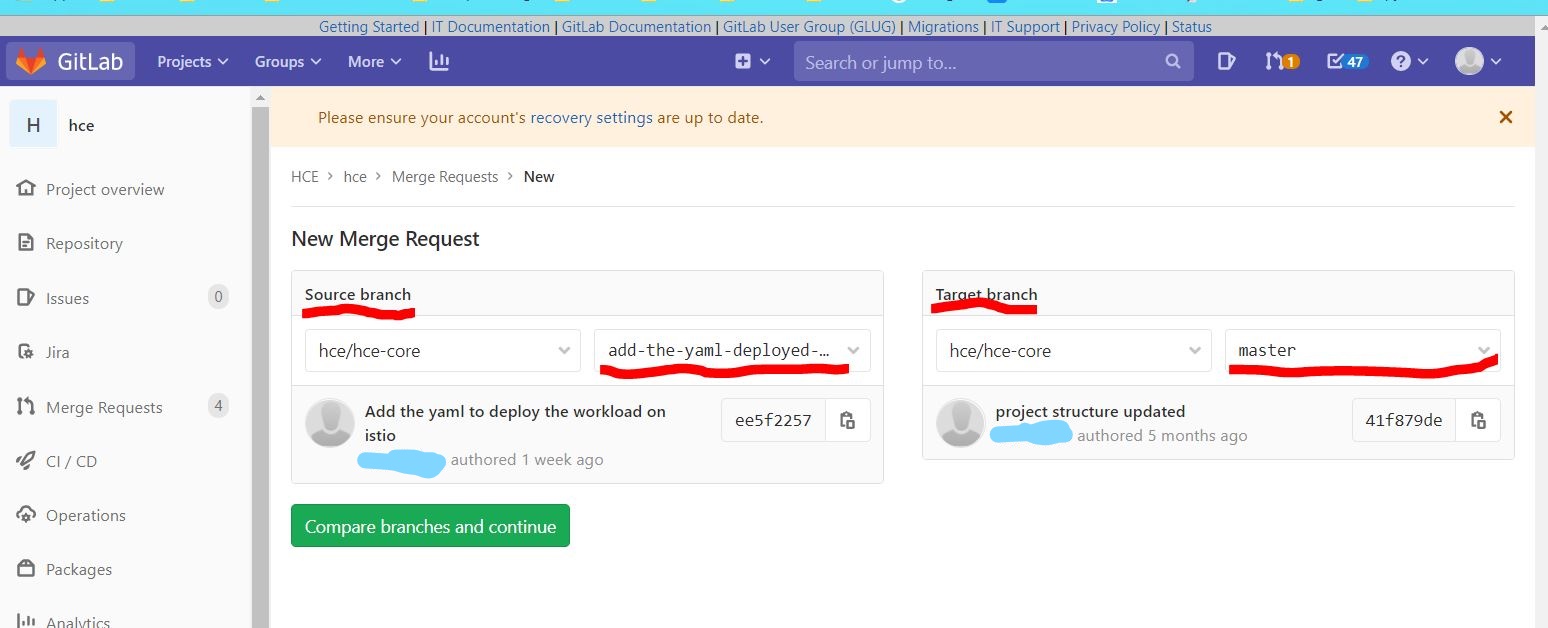 Getting Started | IT Documentation | GitLab Documentation | GitLab User Group (GLUG) | Migrations | IT Support | Privacy Policy | Status
GitLab Projects Groups More Search or jump to... 1 47 ?
H hce
Please ensure your account's recovery settings are up to date.
HCE > hce > Merge Requests > New
Project overview
Repository
Issues 0
Jira
Merge Requests 4
CI / CD
Operations
Packages
Analytics
New Merge Request
Source branch
hce/hce-core add-the-yaml-deployed-...
Add the yaml to deploy the workload on
istio
ee5f2257
authored 1 week ago
Target branch
hce/hce-core master
project structure updated
41f879de
authored 5 months ago
Compare branches and continue